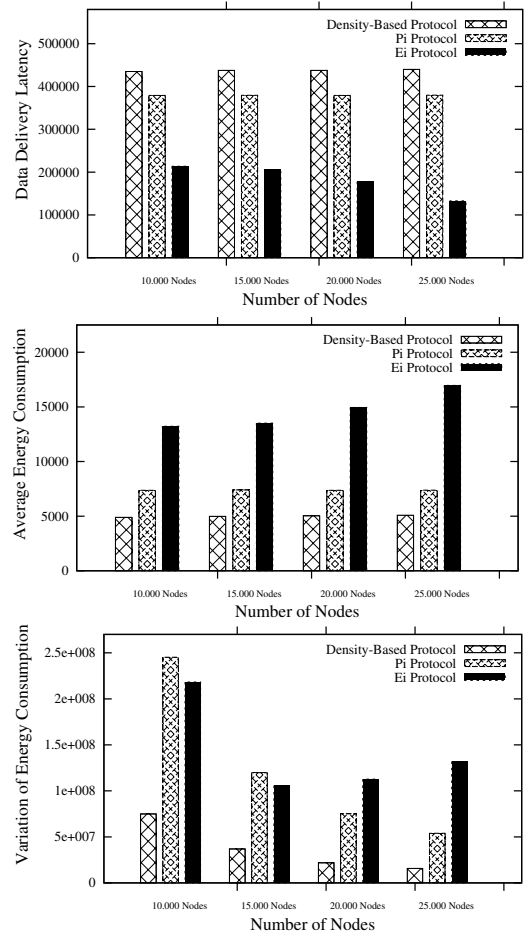 Density-Based Protocol
Pi Protocol
Ei Protocol
500000
400000
300000
200000
100000
0
Data Delivery Latency
10.000 Nodes 15.000 Nodes 20.000 Nodes 25.000 Nodes
Number of Nodes
Density-Based Protocol
Pi Protocol
Ei Protocol
20000
15000
10000
5000
0
Average Energy Consumption
10.000 Nodes 15.000 Nodes 20.000 Nodes 25.000 Nodes
Number of Nodes
Density-Based Protocol
Pi Protocol
Ei Protocol
2.5e+008
2e+008
1.5e+008
1e+008
5e+007
0
Variation of Energy Consumption
10.000 Nodes 15.000 Nodes 20.000 Nodes 25.000 Nodes
Number of Nodes